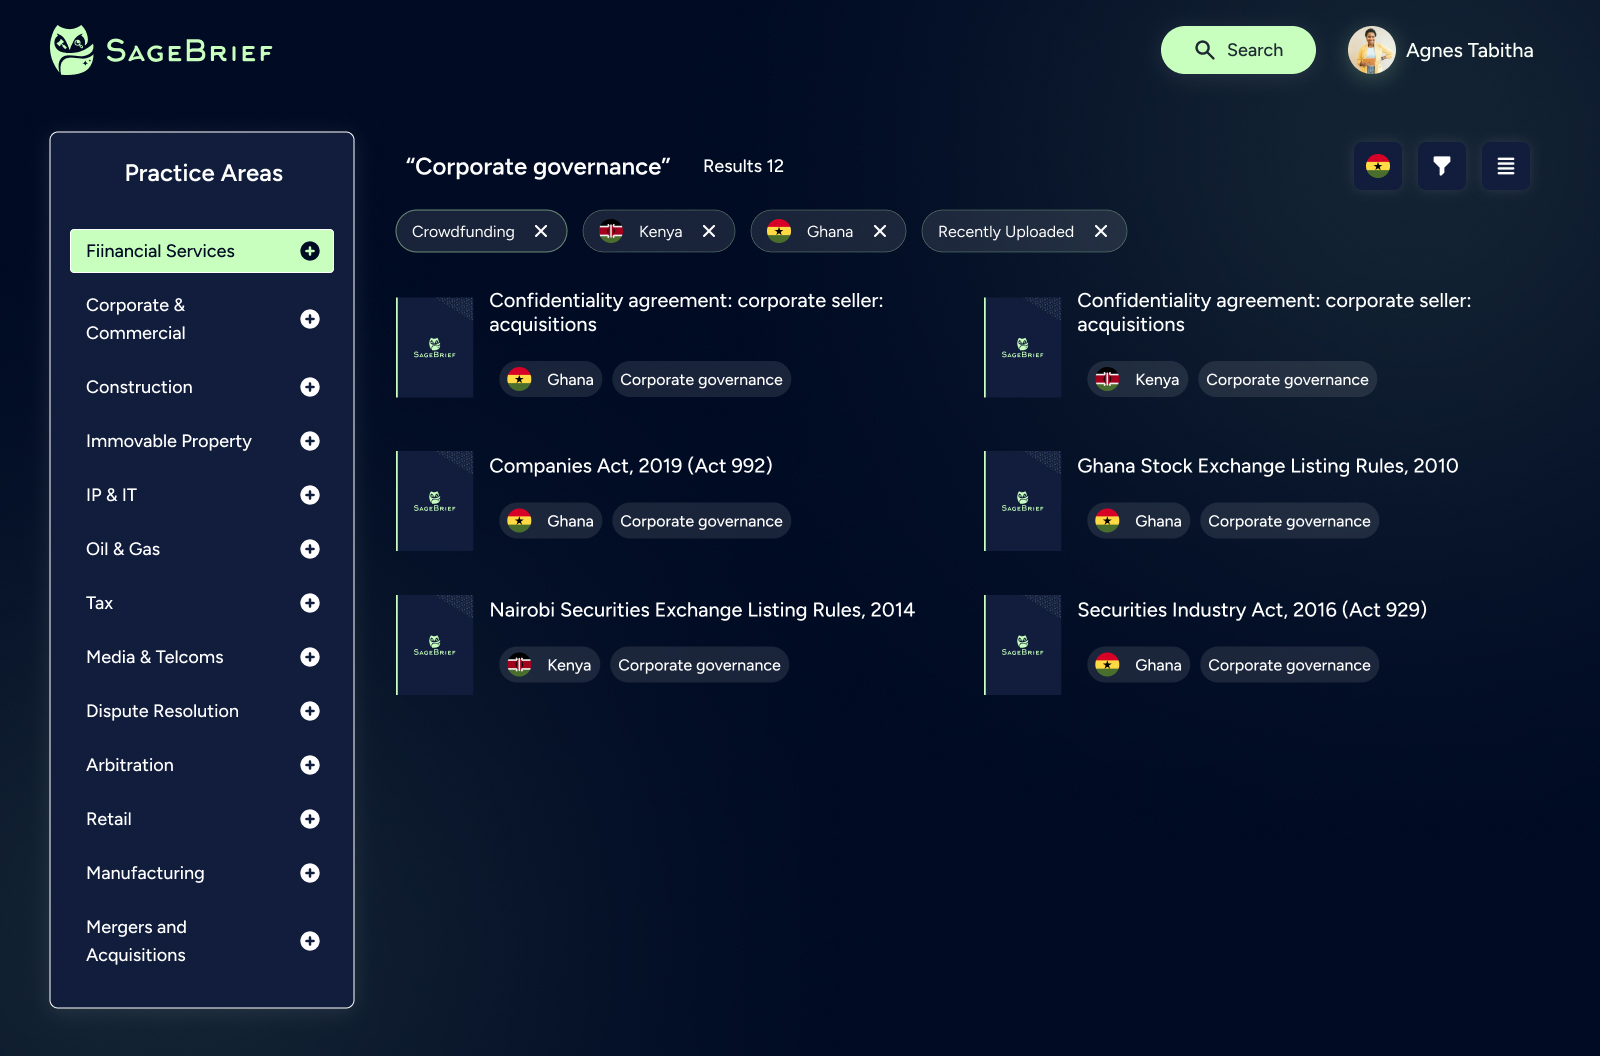 SAGEBRIEF
Search
Agnes Tabitha
Practice Areas
Fiinancial Services
Corporate &
Commercial
Construction
Immovable Property
IP & IT
Oil & Gas
Tax
Media & Telcoms
Dispute Resolution
Arbitration
Retail
Manufacturing
Mergers and
Acquisitions
“Corporate governance”
Results 12
Crowdfunding
Kenya
Ghana
Recently Uploaded
SAGEBRIEF
Confidentiality agreement: corporate seller:
acquisitions
Ghana
Corporate governance
SAGEBRIEF
Confidentiality agreement: corporate seller:
acquisitions
Kenya
Corporate governance
SAGEBRIEF
Companies Act, 2019 (Act 992)
Ghana
Corporate governance
SAGEBRIEF
Ghana Stock Exchange Listing Rules, 2010
Ghana
Corporate governance
SAGEBRIEF
Nairobi Securities Exchange Listing Rules, 2014
Kenya
Corporate governance
SAGEBRIEF
Securities Industry Act, 2016 (Act 929)
Ghana
Corporate governance